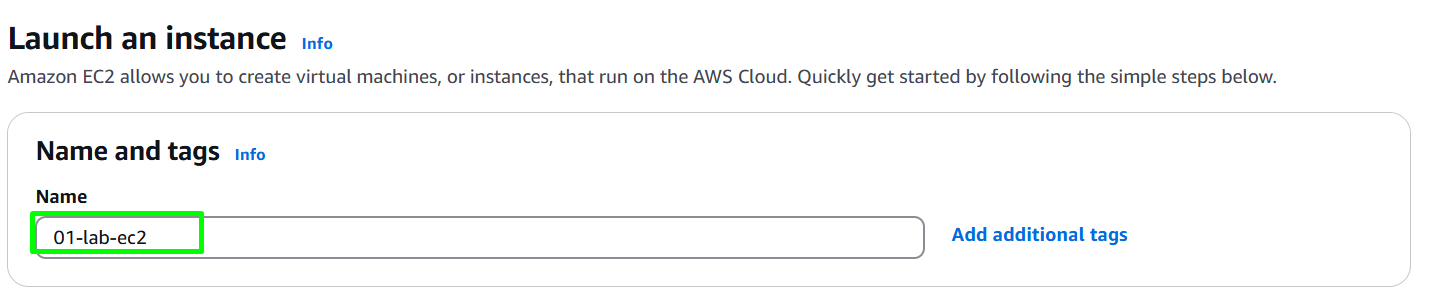 Launch an instance Info
Amazon EC2 allows you to create virtual machines, or instances, that run on the AWS Cloud. Quickly get started by following the simple steps below.
Name and tags Info
Name
01-lab-ec2 Add additional tags